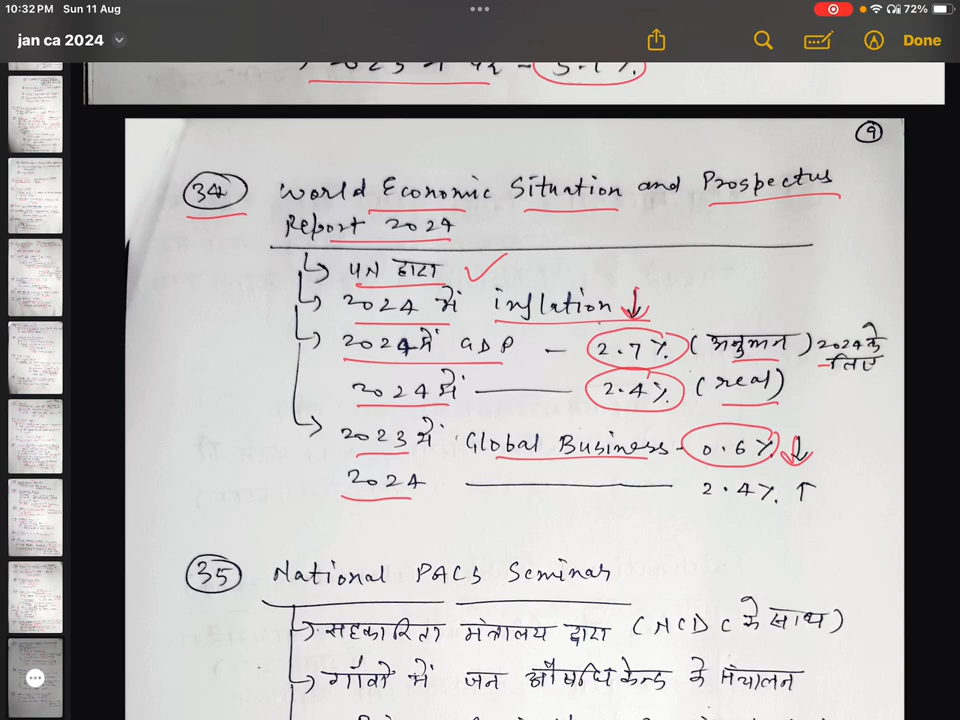 10:32 PM Sun 11 Aug
72%
jan ca 2024
Done
9
34 World Economic Situation and Prospectus
Report 2024
UN द्वारा
2024 में inflation ↓
2024 में GDP — 2.7% (अनुमान) 2024 के लिए
2024 में —— 2.4% (real)
2023 में Global Business - 0.6% ↓
2024 —— 2.4% ↑
35 National PACS Seminar
सहकारिता मंत्रालय द्वारा (NCDC के साथ)
गाँवों में जन औषधि केन्द्र के संचालन